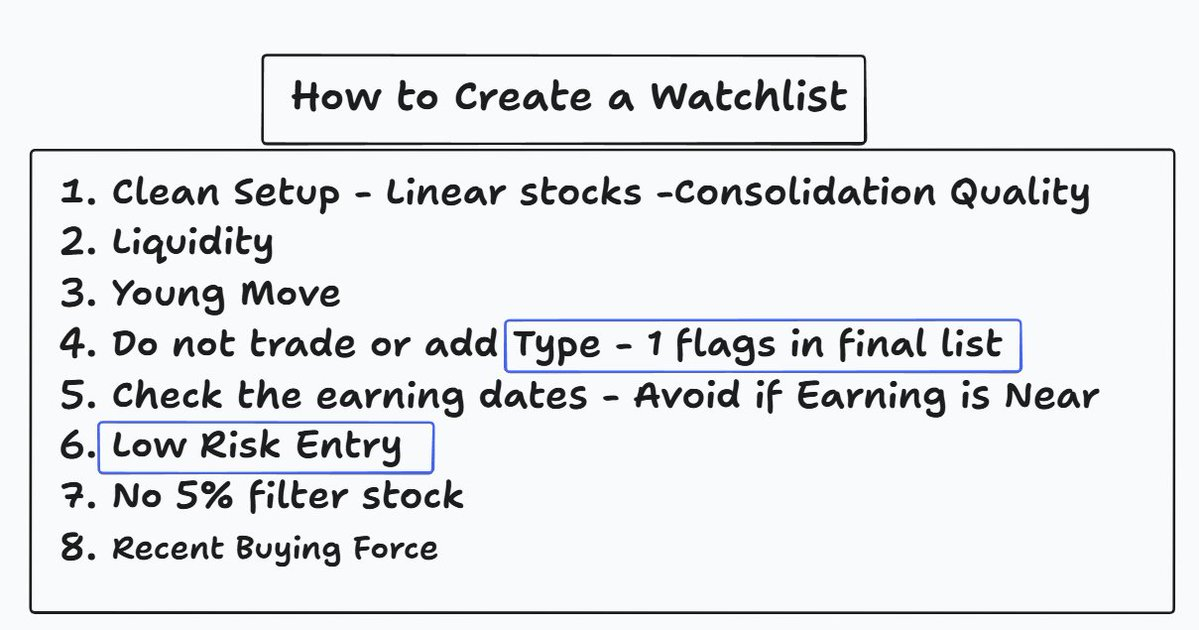 How to Create a Watchlist
1. Clean Setup - Linear stocks -Consolidation Quality
2. Liquidity
3. Young Move
4. Do not trade or add Type - 1 flags in final list
5. Check the earning dates - Avoid if Earning is Near
6. Low Risk Entry
7. No 5% filter stock
8. Recent Buying Force